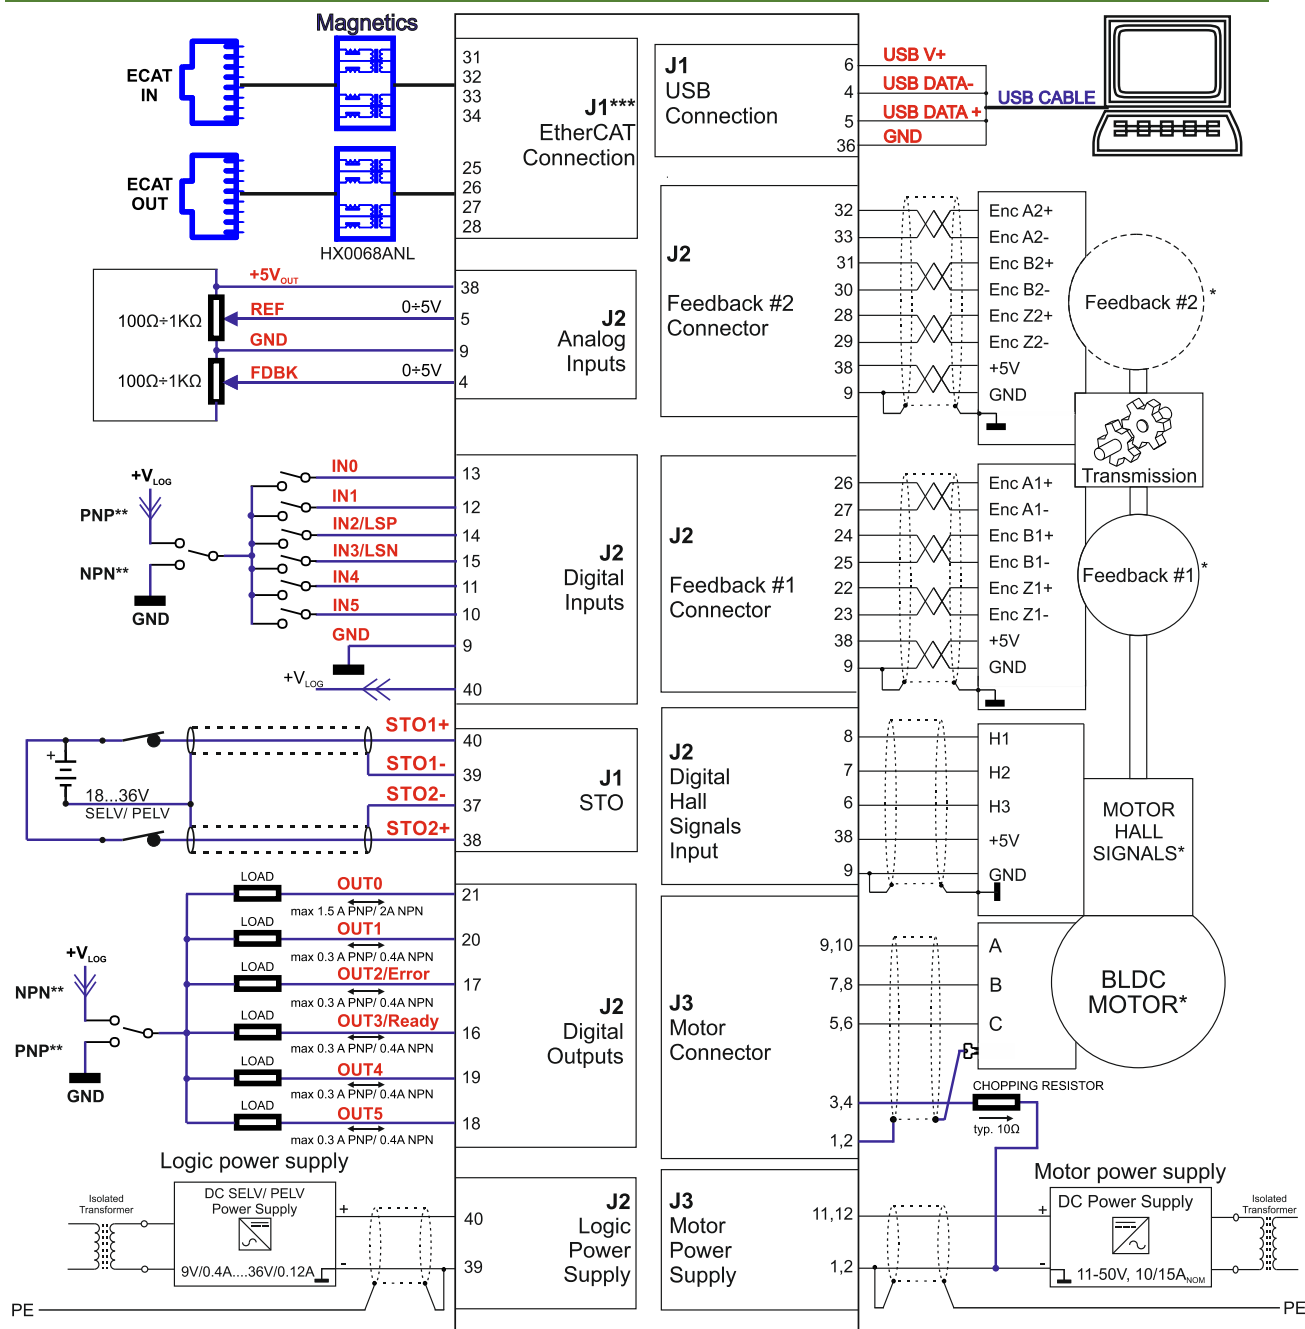 Magnetics
ECAT
IN
31
32
33
34
J1***
EtherCAT
Connection
ECAT
OUT
25
26
27
28
HX0068ANL
J1
USB
Connection
6
4
5
36
USB V+
USB DATA-
USB DATA +
GND
USB CABLE
+5VOUT
38
100Ω÷1KΩ
REF
0÷5V
5
GND
9
100Ω÷1KΩ
FDBK
0÷5V
4
J2
Analog
Inputs
J2
Feedback #2
Connector
32
33
31
30
28
29
38
9
Enc A2+
Enc A2-
Enc B2+
Enc B2-
Enc Z2+
Enc Z2-
+5V
GND
Feedback #2
*
Transmission
+VLOG
PNP**
NPN**
GND
IN0
13
IN1
12
IN2/LSP
14
IN3/LSN
15
IN4
11
IN5
10
GND
9
+VLOG
40
J2
Digital
Inputs
J2
Feedback #1
Connector
26
27
24
25
22
23
38
9
Enc A1+
Enc A1-
Enc B1+
Enc B1-
Enc Z1+
Enc Z1-
+5V
GND
Feedback #1
*
+
18...36V
SELV/ PELV
STO1+
40
STO1-
39
STO2-
37
STO2+
38
J1
STO
J2
Digital
Hall
Signals
Input
8
7
6
38
9
H1
H2
H3
+5V
GND
MOTOR
HALL
SIGNALS*
+VLOG
NPN**
PNP**
GND
LOAD
OUT0
21
max 1.5 A PNP/ 2A NPN
LOAD
OUT1
20
max 0.3 A PNP/ 0.4A NPN
LOAD
OUT2/Error
17
max 0.3 A PNP/ 0.4A NPN
LOAD
OUT3/Ready
16
max 0.3 A PNP/ 0.4A NPN
LOAD
OUT4
19
max 0.3 A PNP/ 0.4A NPN
LOAD
OUT5
18
max 0.3 A PNP/ 0.4A NPN
J2
Digital
Outputs
J3
Motor
Connector
9,10
7,8
5,6
3,4
1,2
A
B
C
BLDC
MOTOR*
CHOPPING RESISTOR
typ. 10Ω
Logic power supply
Isolated
Transformer
DC SELV/ PELV
Power Supply
9V/0.4A....36V/0.12A
+
-
40
39
J2
Logic
Power
Supply
PE
Motor power supply
J3
Motor
Power
Supply
11,12
1,2
+
-
DC Power Supply
11-50V, 10/15ANOM
Isolated
Transformer
PE